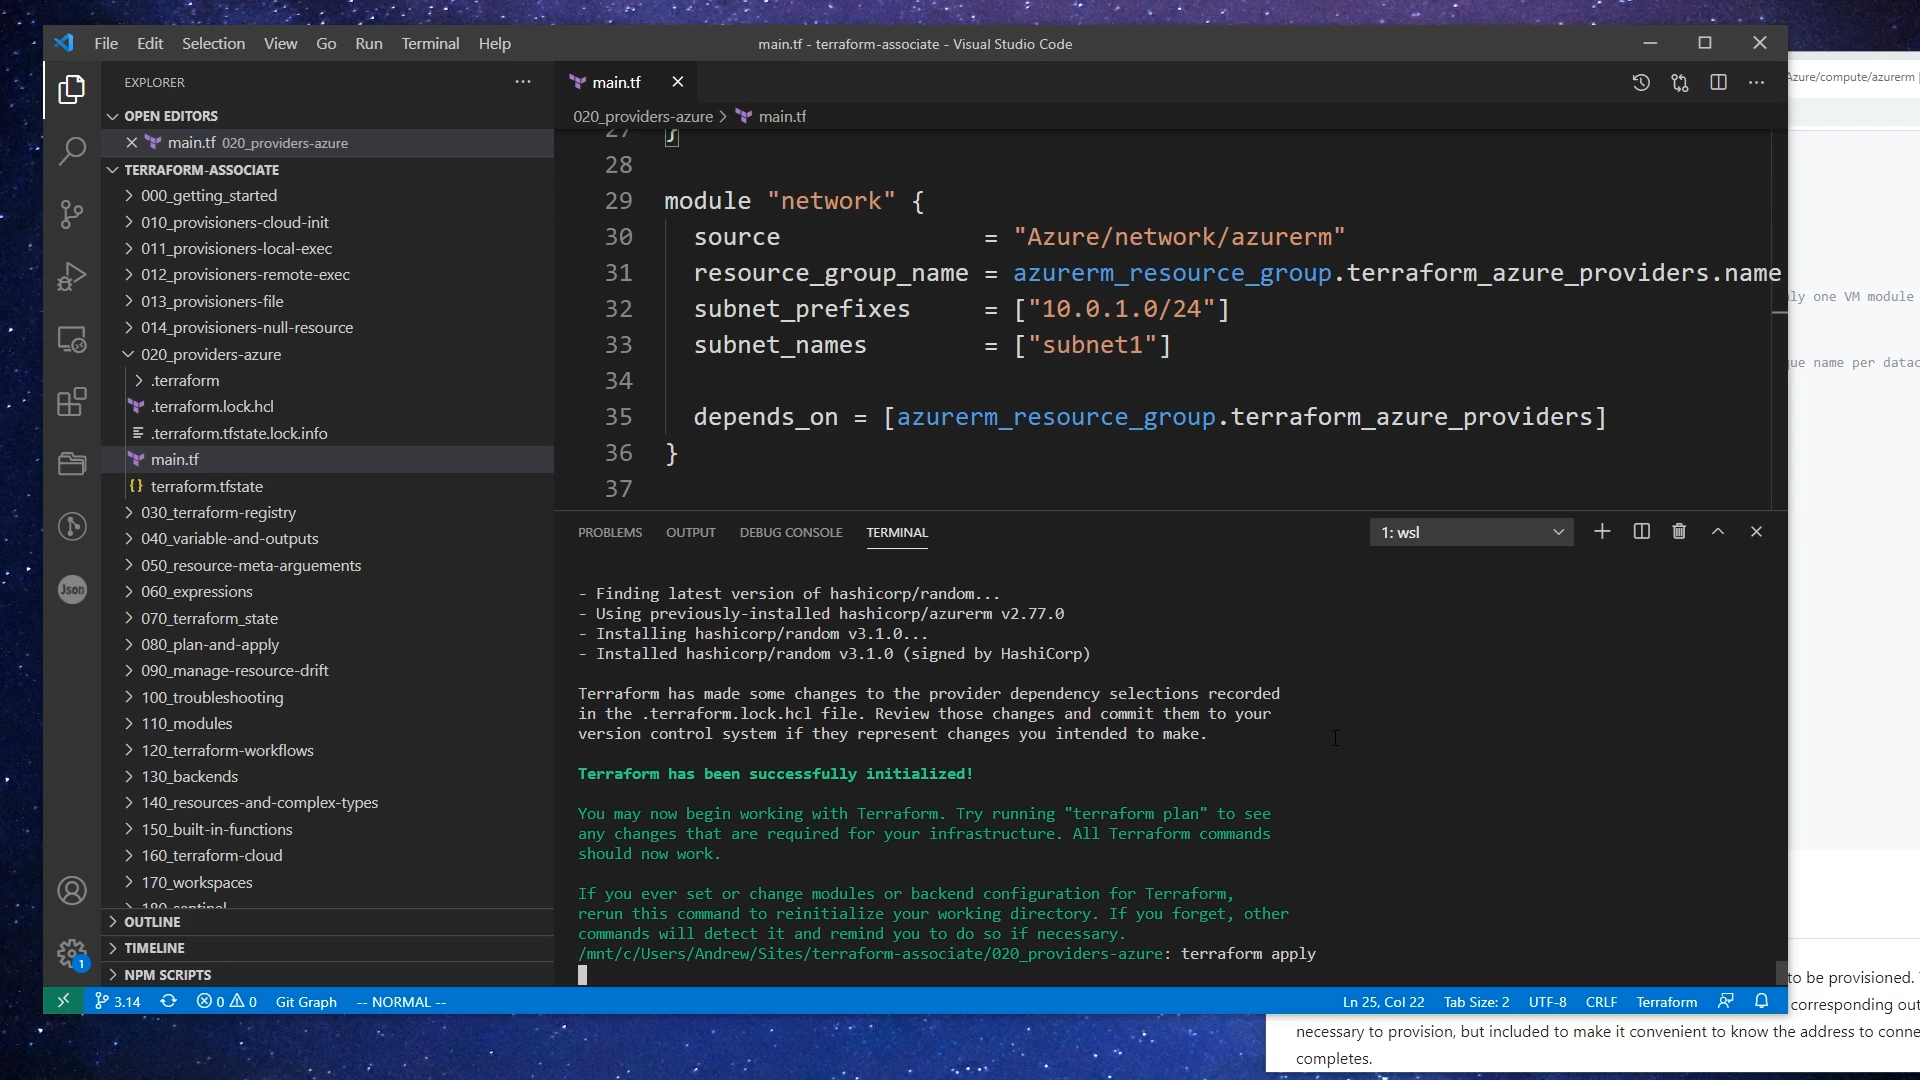 File Edit Selection View Go Run Terminal Help
main.tf - terraform-associate - Visual Studio Code
EXPLORER
OPEN EDITORS
main.tf 020_providers-azure
TERRAFORM-ASSOCIATE
000_getting_started
010_provisioners-cloud-init
011_provisioners-local-exec
012_provisioners-remote-exec
013_provisioners-file
014_provisioners-null-resource
020_providers-azure
.terraform
.terraform.lock.hcl
.terraform.tfstate.lock.info
main.tf
{} terraform.tfstate
030_terraform-registry
040_variable-and-outputs
050_resource-meta-arguements
060_expressions
070_terraform_state
080_plan-and-apply
090_manage-resource-drift
100_troubleshooting
110_modules
120_terraform-workflows
130_backends
140_resources-and-complex-types
150_built-in-functions
160_terraform-cloud
170_workspaces
180_sentinel
OUTLINE
TIMELINE
NPM SCRIPTS
Json
1
main.tf
020_providers-azure > main.tf
27 }
28
29 module "network" {
30 source = "Azure/network/azurerm"
31 resource_group_name = azurerm_resource_group.terraform_azure_providers.name
32 subnet_prefixes = ["10.0.1.0/24"]
33 subnet_names = ["subnet1"]
34
35 depends_on = [azurerm_resource_group.terraform_azure_providers]
36 }
37
PROBLEMS OUTPUT DEBUG CONSOLE TERMINAL
1: wsl
- Finding latest version of hashicorp/random...
- Using previously-installed hashicorp/azurerm v2.77.0
- Installing hashicorp/random v3.1.0...
- Installed hashicorp/random v3.1.0 (signed by HashiCorp)
Terraform has made some changes to the provider dependency selections recorded
in the .terraform.lock.hcl file. Review those changes and commit them to your
version control system if they represent changes you intended to make.
Terraform has been successfully initialized!
You may now begin working with Terraform. Try running "terraform plan" to see
any changes that are required for your infrastructure. All Terraform commands
should now work.
If you ever set or change modules or backend configuration for Terraform,
rerun this command to reinitialize your working directory. If you forget, other
commands will detect it and remind you to do so if necessary.
/mnt/c/Users/Andrew/Sites/terraform-associate/020_providers-azure: terraform apply
3.14 0 0 Git Graph -- NORMAL --
Ln 25, Col 22 Tab Size: 2 UTF-8 CRLF Terraform
Azure/compute/azurerm |
only one VM module
que name per datac
to be provisioned.
corresponding out
necessary to provision, but included to make it convenient to know the address to conne
completes.